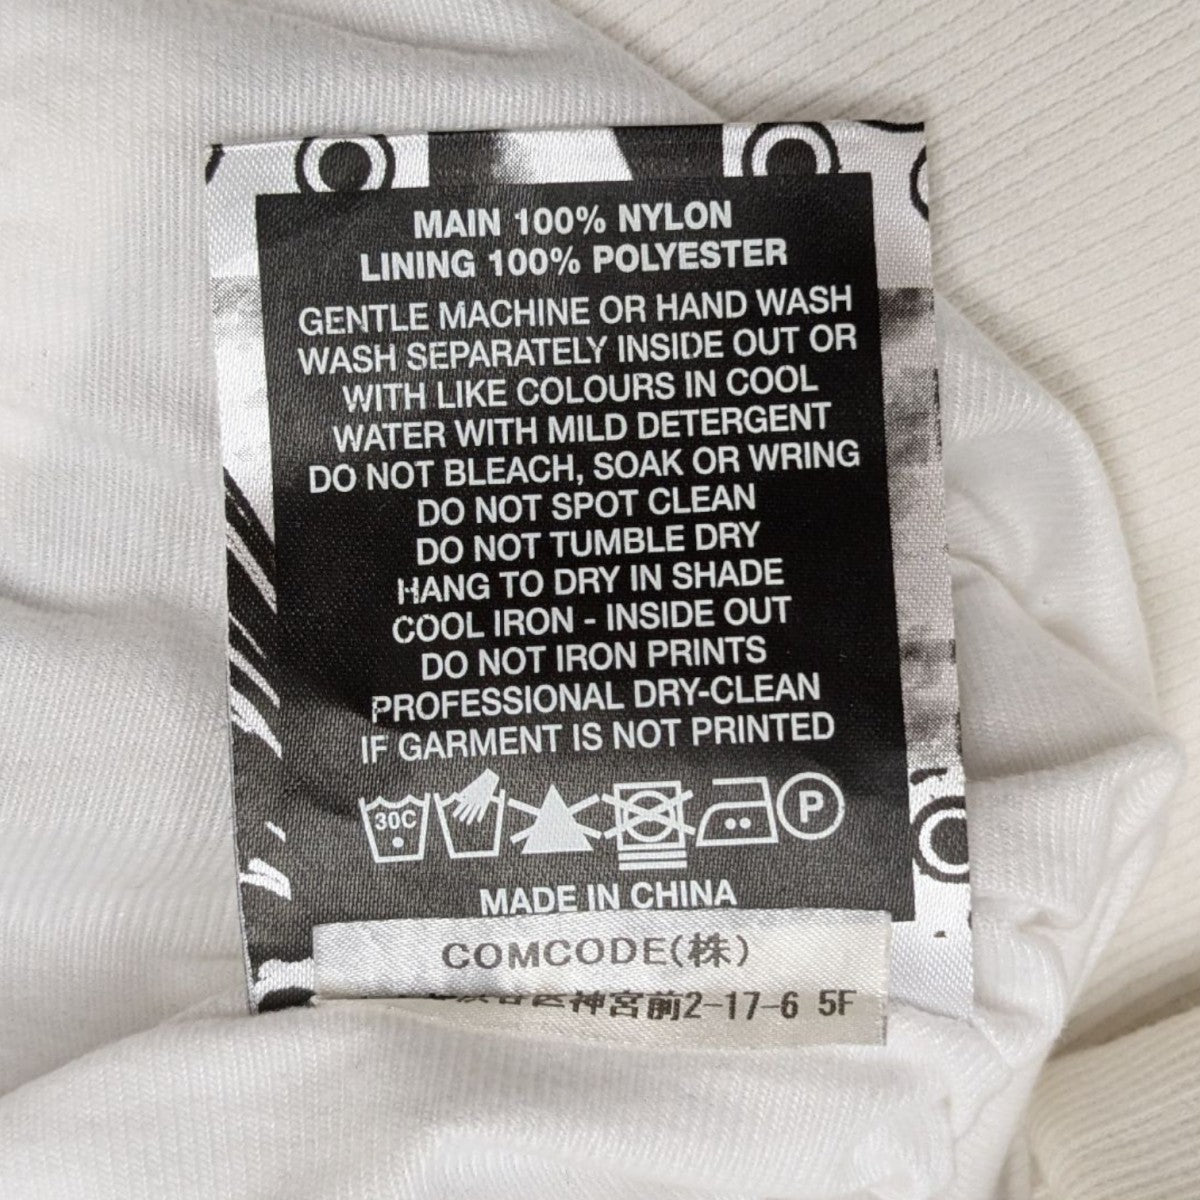 MAIN 100% NYLON
LINING 100% POLYESTER
GENTLE MACHINE OR HAND WASH
WASH SEPARATELY INSIDE OUT OR
WITH LIKE COLOURS IN COOL
WATER WITH MILD DETERGENT
DO NOT BLEACH, SOAK OR WRING
DO NOT SPOT CLEAN
DO NOT TUMBLE DRY
HANG TO DRY IN SHADE
COOL IRON - INSIDE OUT
DO NOT IRON PRINTS
PROFESSIONAL DRY-CLEAN
IF GARMENT IS NOT PRINTED
30C P
MADE IN CHINA
COMCODE(株)
渋谷区神宮前2-17-6 5F